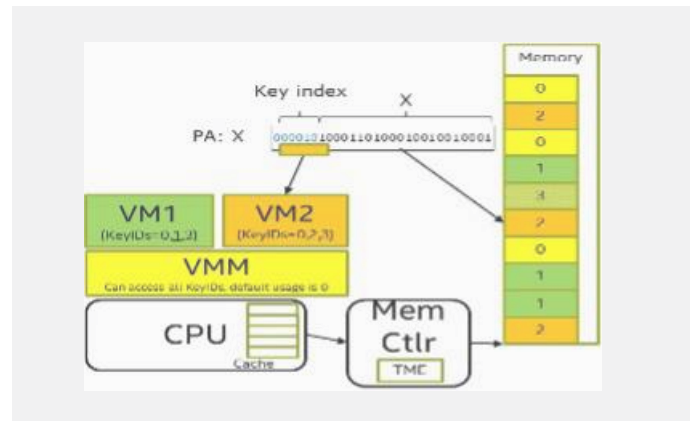 Memory
Key index
X
PA: X
0
2
0
1
3
2
0
1
1
2
VM1
(KeyIDs=0,1,2)
VM2
(KeyIDs=0,2,3)
VMM
Can access all KeyIDs, default usage is 0
CPU
Cache
Mem
Ctlr
TME